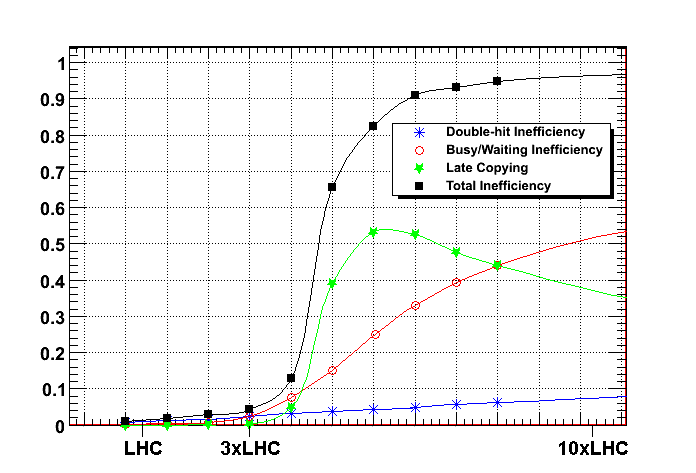 1
0.9
0.8
0.7
0.6
0.5
0.4
0.3
0.2
0.1
0
Double-hit Inefficiency
Busy/Waiting Inefficiency
Late Copying
Total Inefficiency
LHC 3xLHC 10xLHC